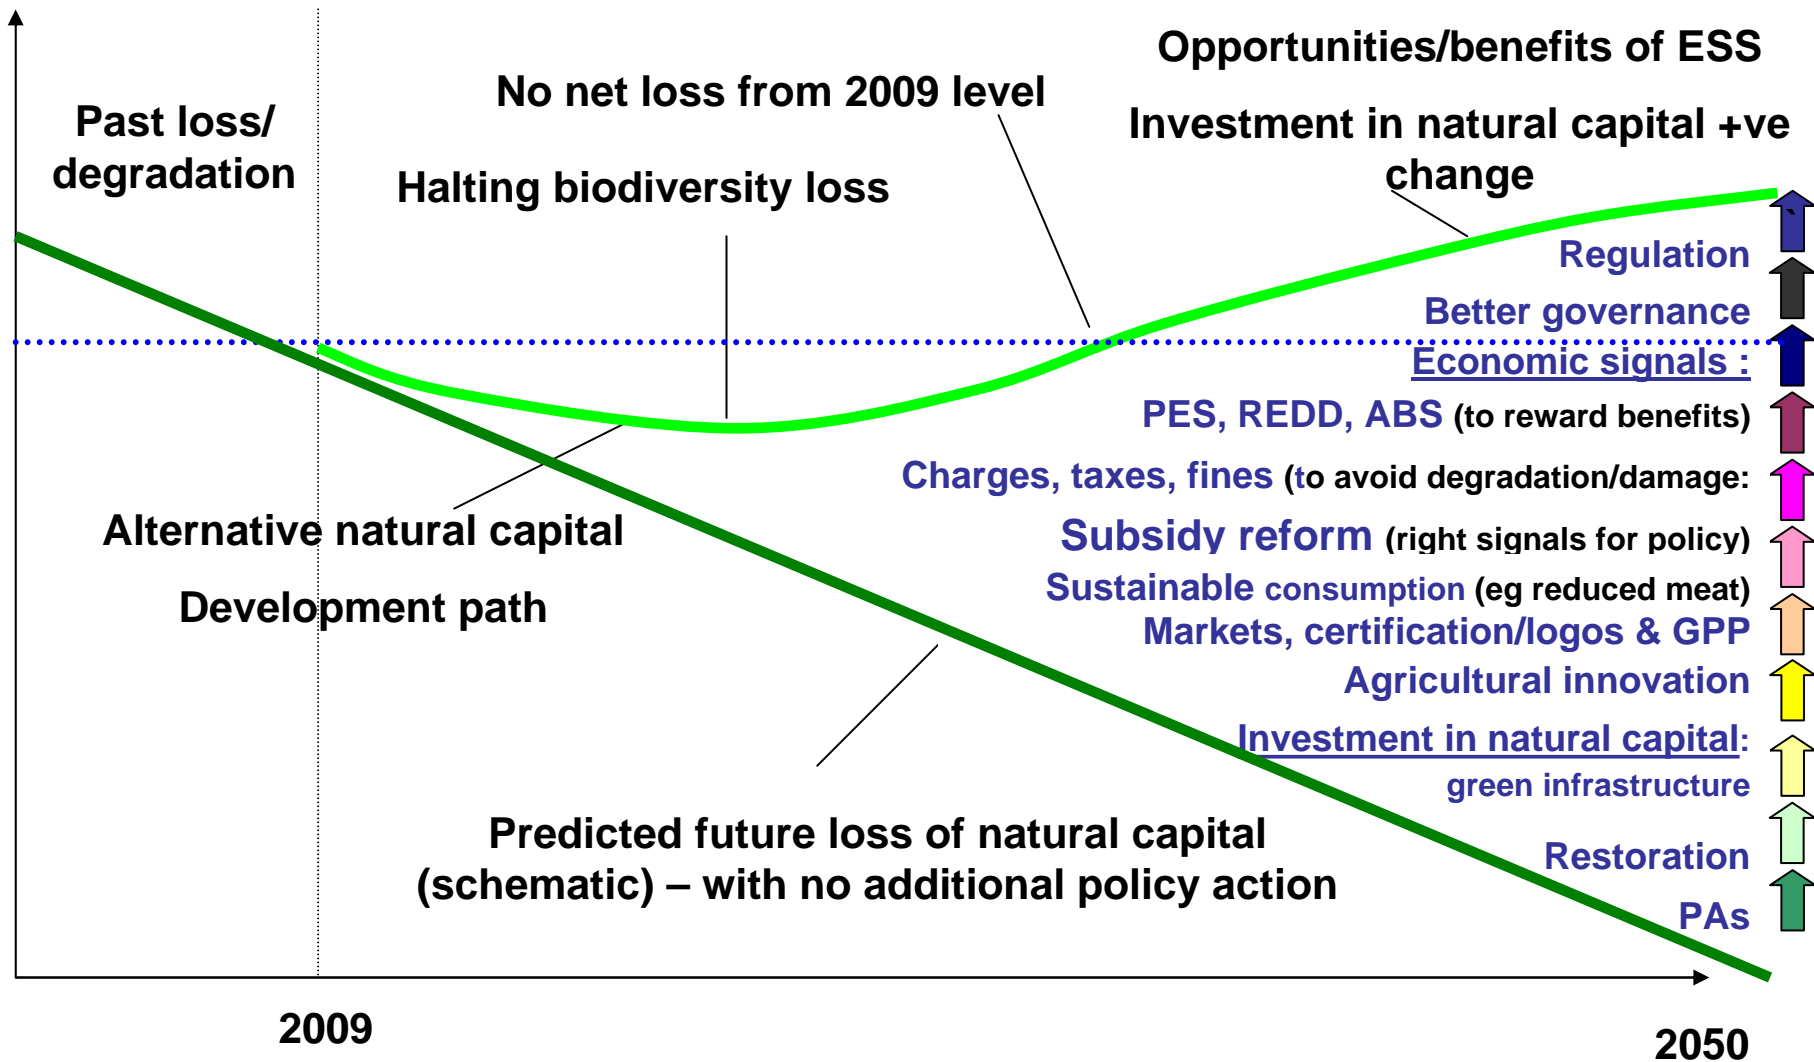 Opportunities/benefits of ESS
No net loss from 2009 level
Past loss/
degradation
Investment in natural capital +ve
change
Halting biodiversity loss
Regulation
Better governance
Economic signals :
PES, REDD, ABS (to reward benefits)
Charges, taxes, fines (to avoid degradation/damage:
Alternative natural capital
Development path
Subsidy reform (right signals for policy)
Sustainable consumption (eg reduced meat)
Markets, certification/logos & GPP
Agricultural innovation
Investment in natural capital:
green infrastructure
Predicted future loss of natural capital
(schematic) – with no additional policy action
Restoration
PAs
2009
2050